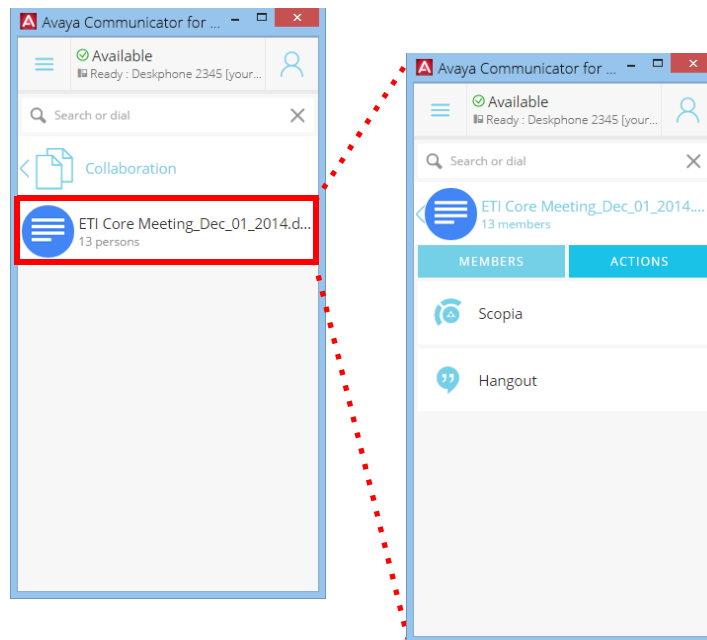 Avaya Communicator for ...
Available
Ready : Deskphone 2345 [your...
Search or dial
Collaboration
ETI Core Meeting_Dec_01_2014.d...
13 persons
Avaya Communicator for ...
Available
Ready : Deskphone 2345 [your...
Search or dial
ETI Core Meeting_Dec_01_2014....
13 members
MEMBERS
ACTIONS
Scopia
Hangout